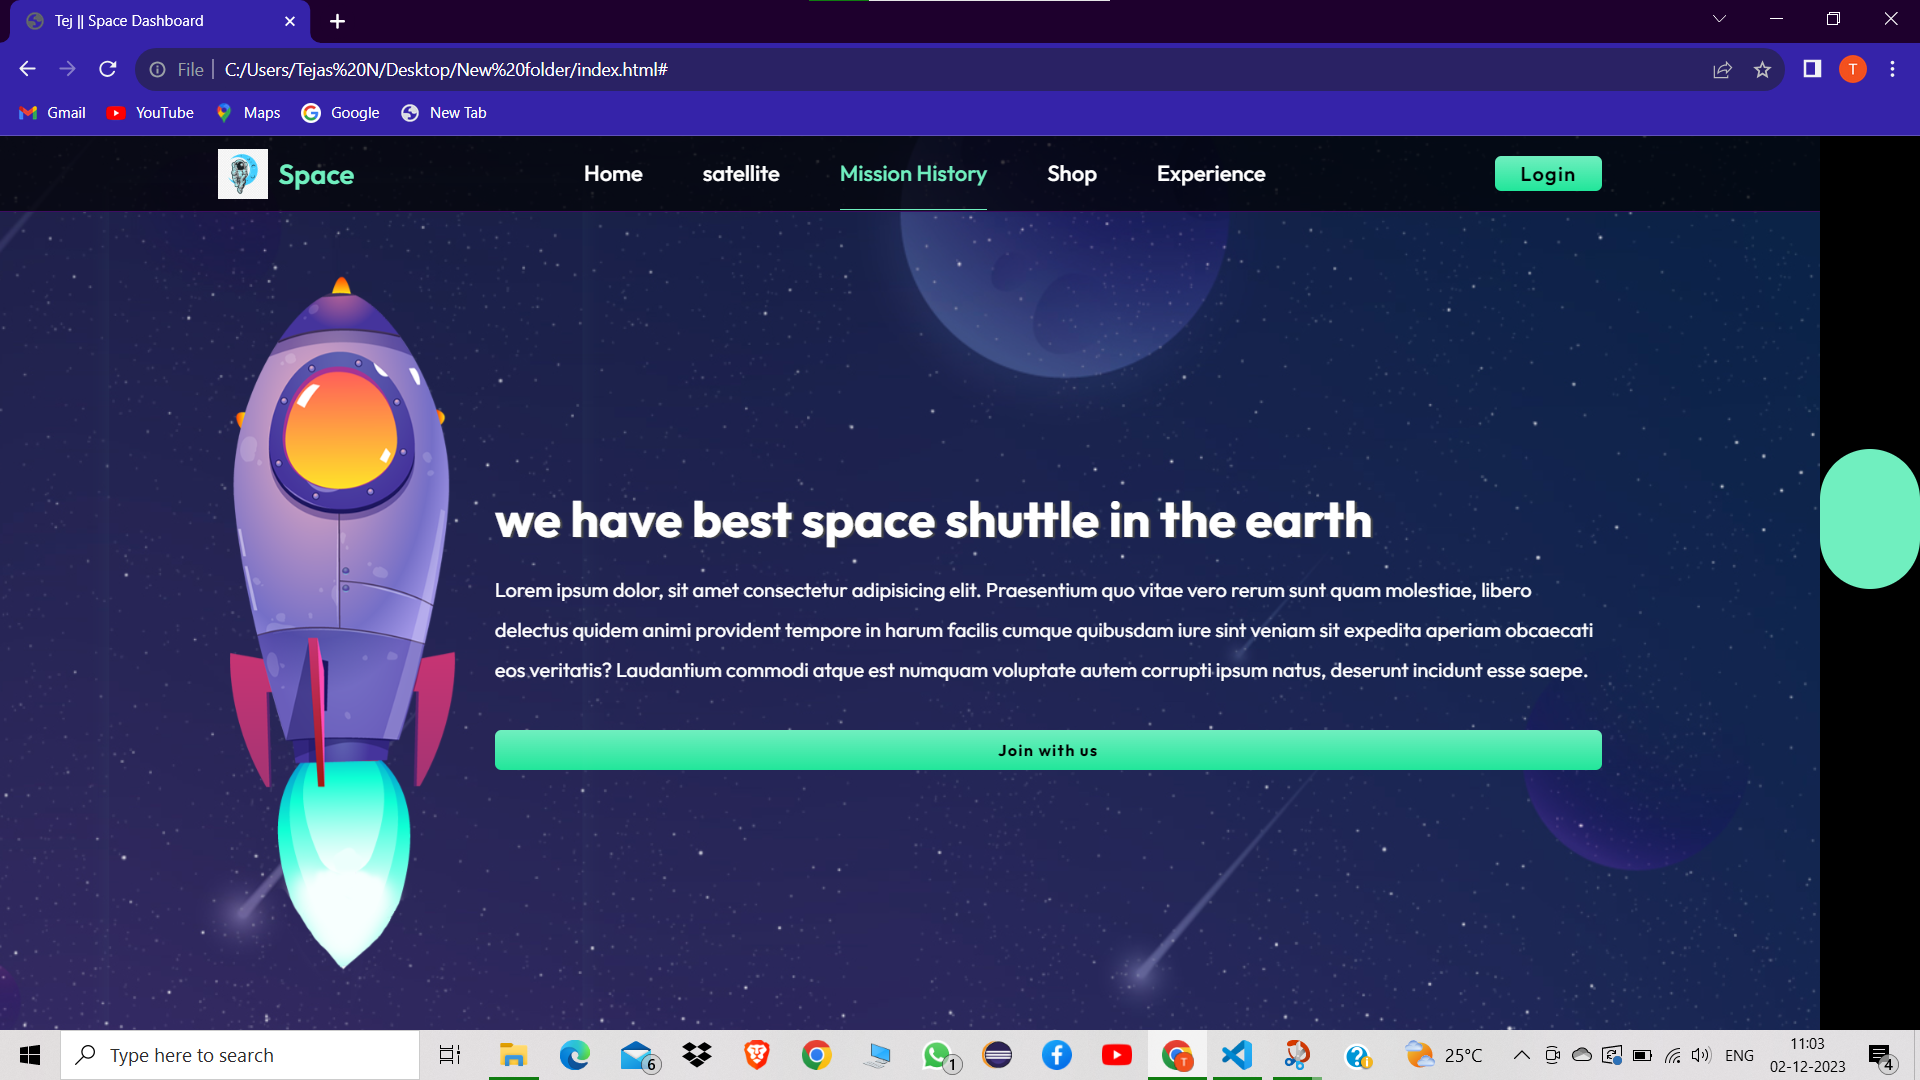 Tej || Space Dashboard
File | C:/Users/Tejas%20N/Desktop/New%20folder/index.html#
T
Gmail YouTube Maps Google New Tab
Space Home satellite Mission History Shop Experience Login
we have best space shuttle in the earth
Lorem ipsum dolor, sit amet consectetur adipisicing elit. Praesentium quo vitae vero rerum sunt quam molestiae, libero
delectus quidem animi provident tempore in harum facilis cumque quibusdam iure sint veniam sit expedita aperiam obcaecati
eos veritatis? Laudantium commodi atque est numquam voluptate autem corrupti ipsum natus, deserunt incidunt esse saepe.
Join with us
Type here to search 6 1 T 25°C ENG 11:03
02-12-2023 4